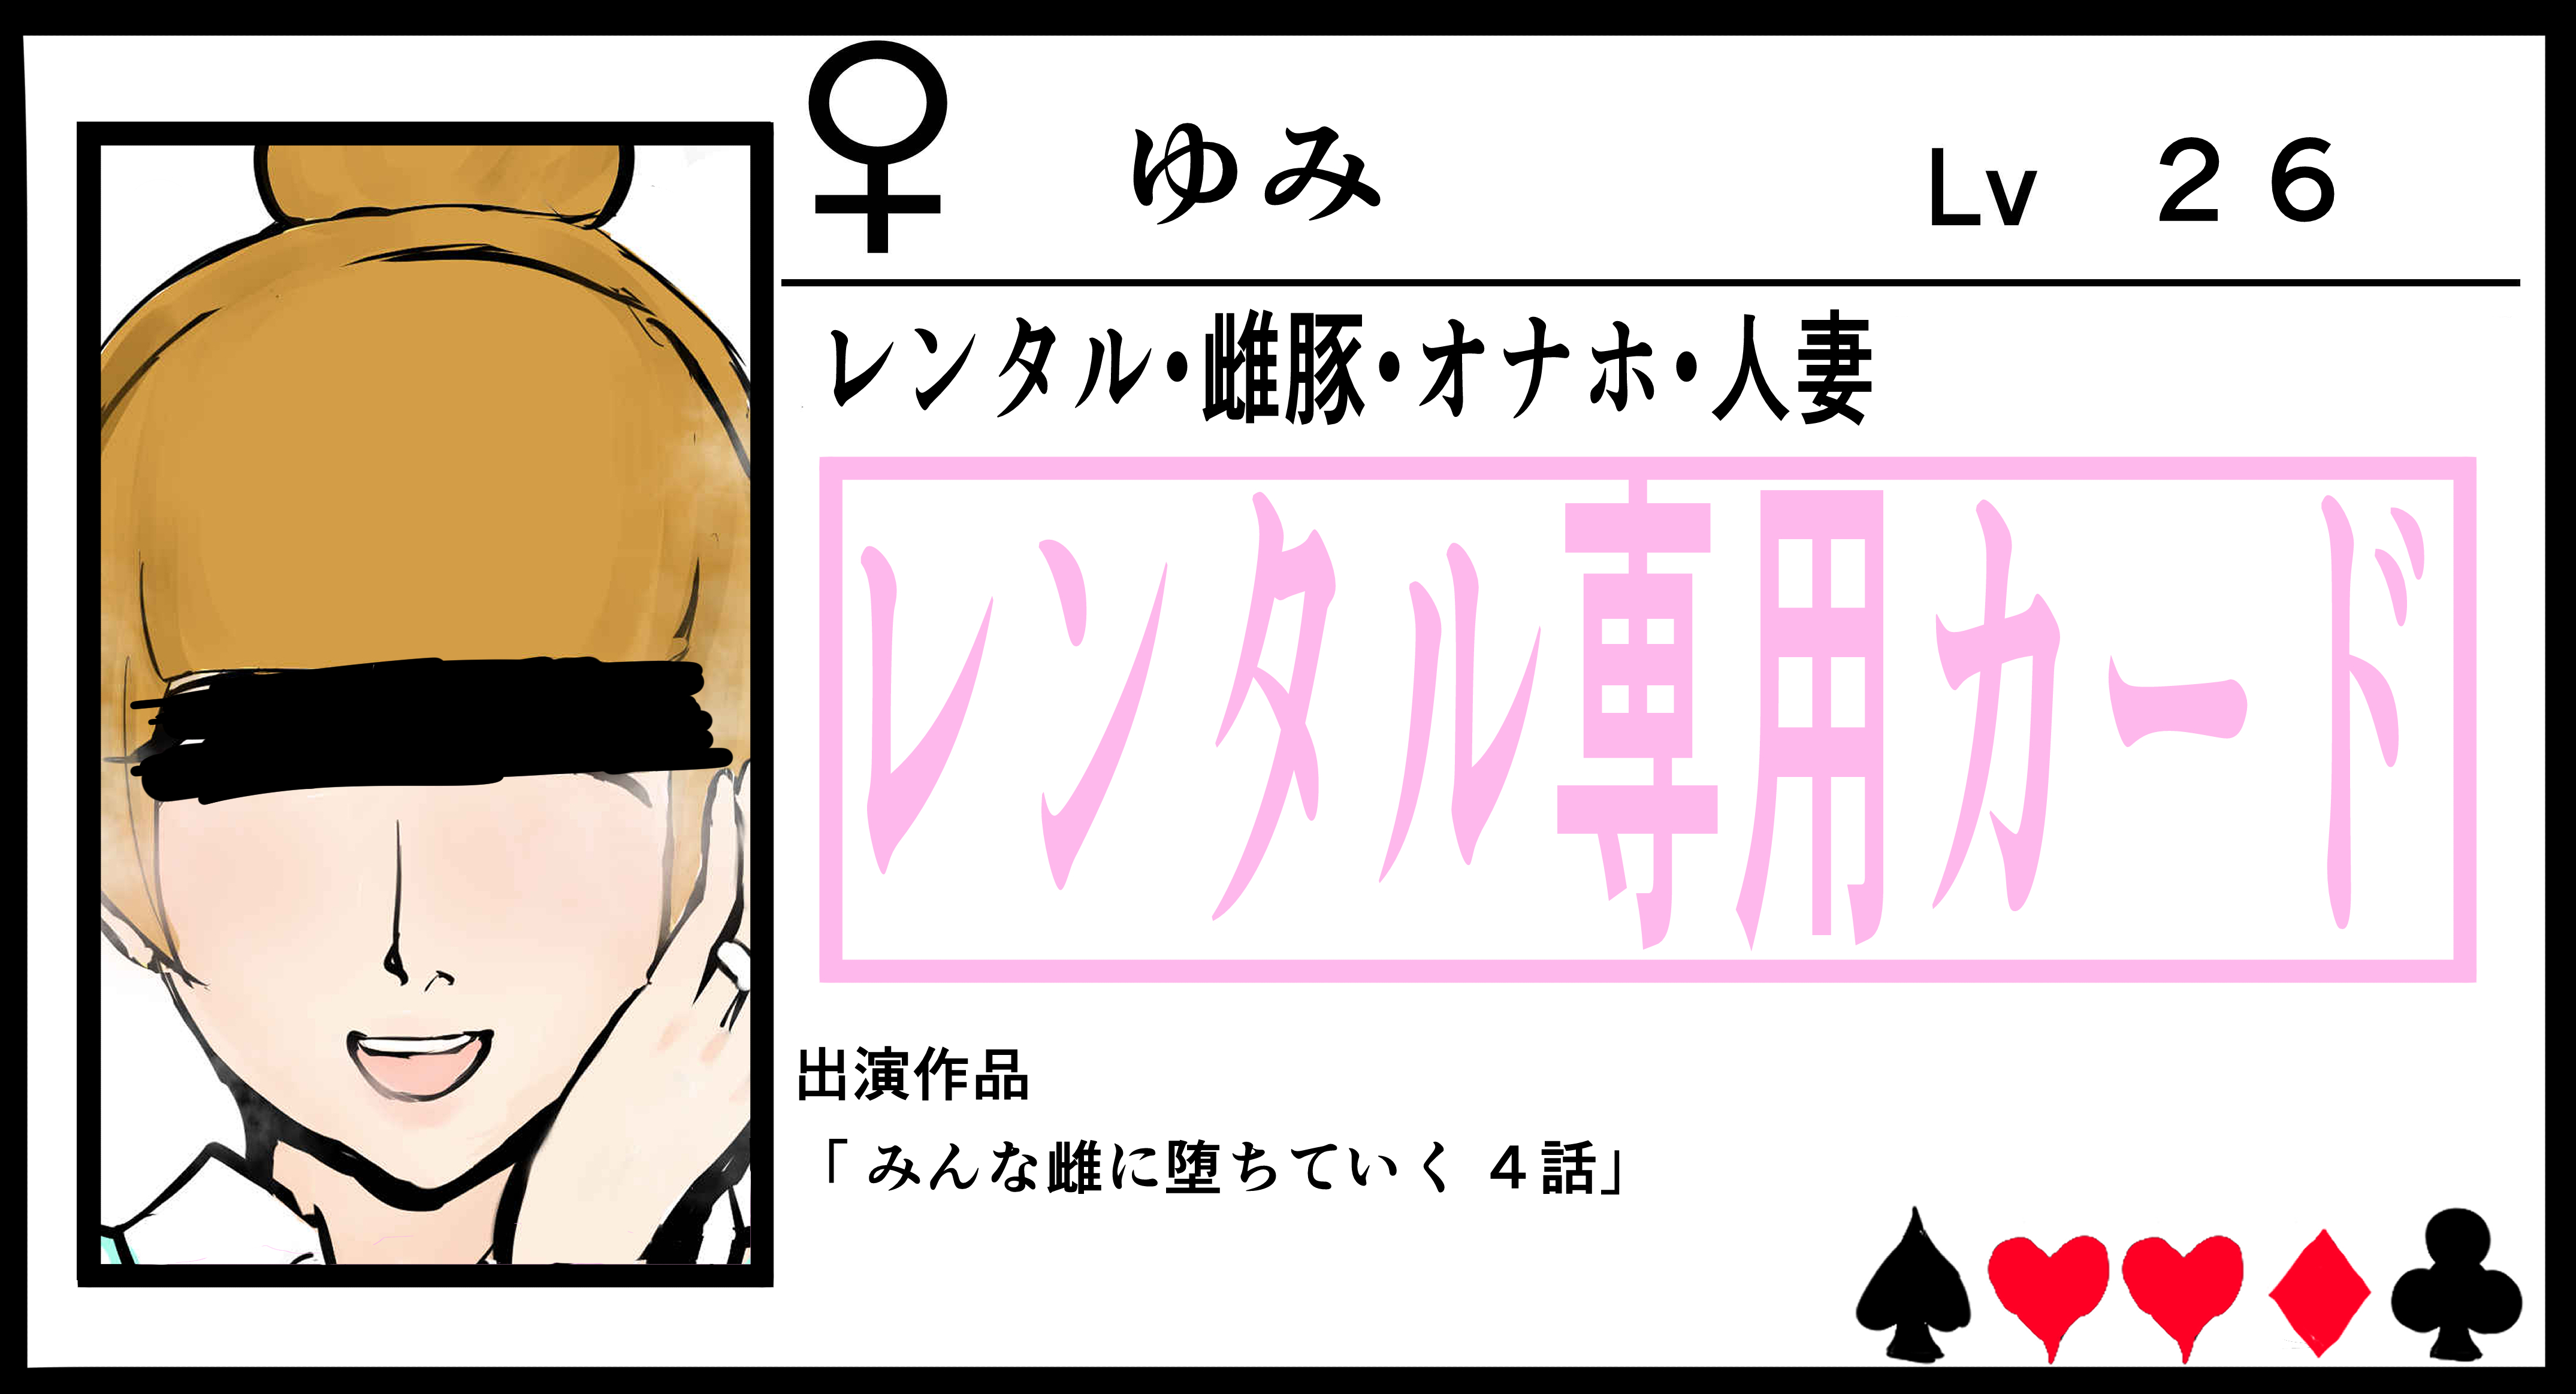 ♀ ゆみ Lv ２６
レンタル・雌豚・オナホ・人妻
レンタル専用カード
出演作品
「みんな雌に堕ちていく ４話」